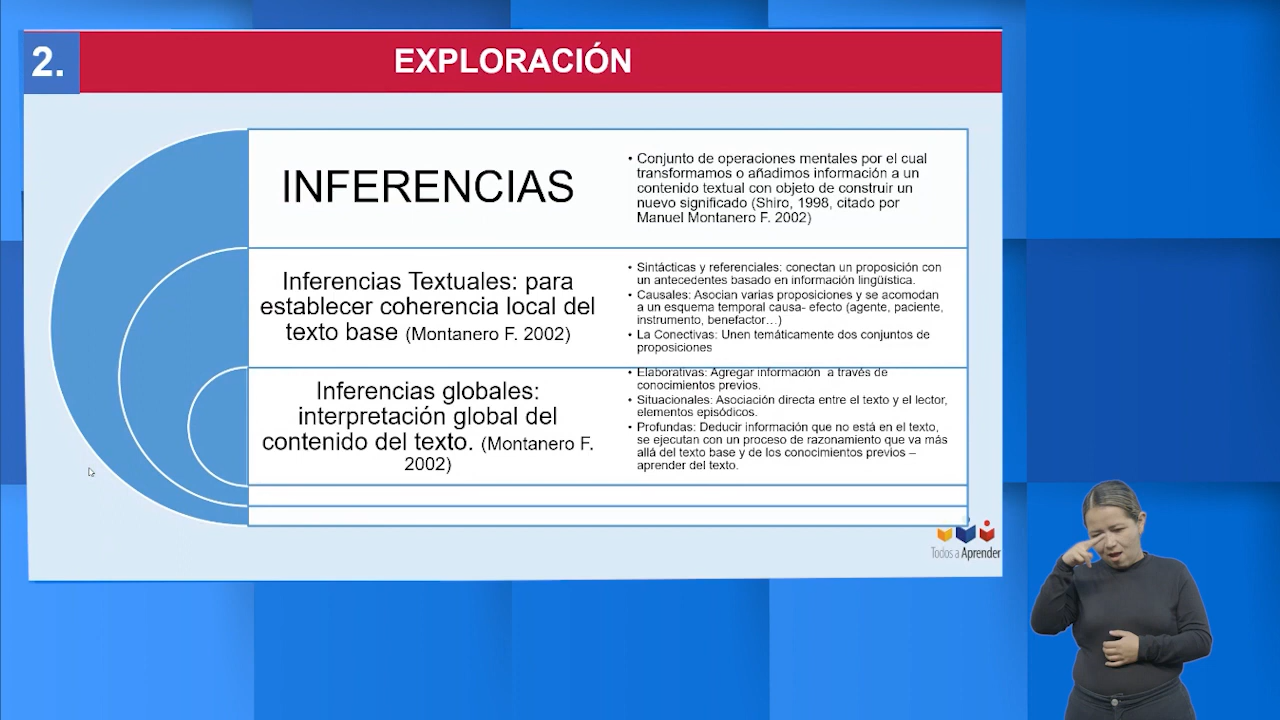 2.
EXPLORACIÓN
INFERENCIAS
• Conjunto de operaciones mentales por el cual
transformamos o añadimos información a un
contenido textual con objeto de construir un
nuevo significado (Shiro, 1998, citado por
Manuel Montanero F. 2002)
Inferencias Textuales: para
establecer coherencia local del
texto base (Montanero F. 2002)
• Sintácticas y referenciales: conectan un proposición con
un antecedentes basado en información lingüística.
• Causales: Asocian varias proposiciones y se acomodan
a un esquema temporal causa- efecto (agente, paciente,
instrumento, benefactor…)
• La Conectivas: Unen temáticamente dos conjuntos de
proposiciones
Inferencias globales:
interpretación global del
contenido del texto. (Montanero F.
2002)
• Elaborativas: Agregar información a través de
conocimientos previos.
• Situacionales: Asociación directa entre el texto y el lector,
elementos episódicos.
• Profundas: Deducir información que no está en el texto,
se ejecutan con un proceso de razonamiento que va más
allá del texto base y de los conocimientos previos –
aprender del texto.
Todos a Aprender